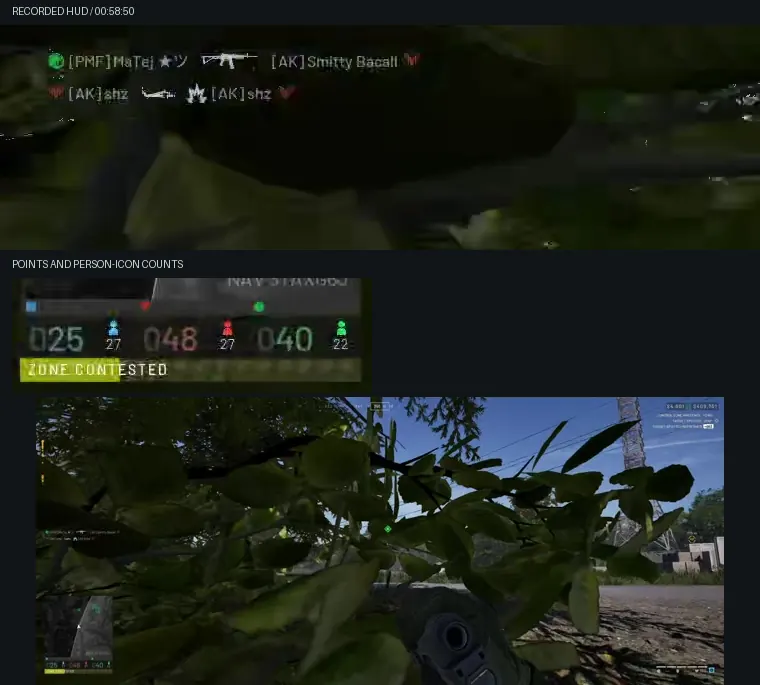 RECORDED HUD / 00:58:50
[PMF]MaTej ★ツ [AK]Smitty Bacall
[AK]shz [AK]shz
POINTS AND PERSON-ICON COUNTS
025 27 048 27 040 22
ZONE CONTESTED